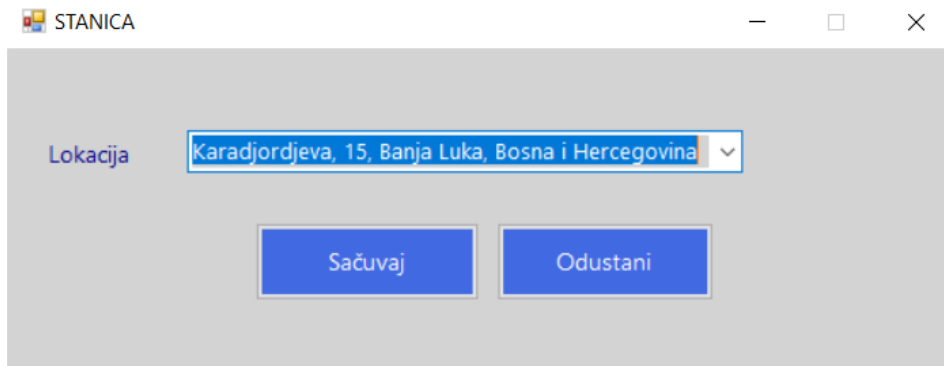 STANICA
Lokacija Karadjordjeva, 15, Banja Luka, Bosna i Hercegovina
Sačuvaj Odustani